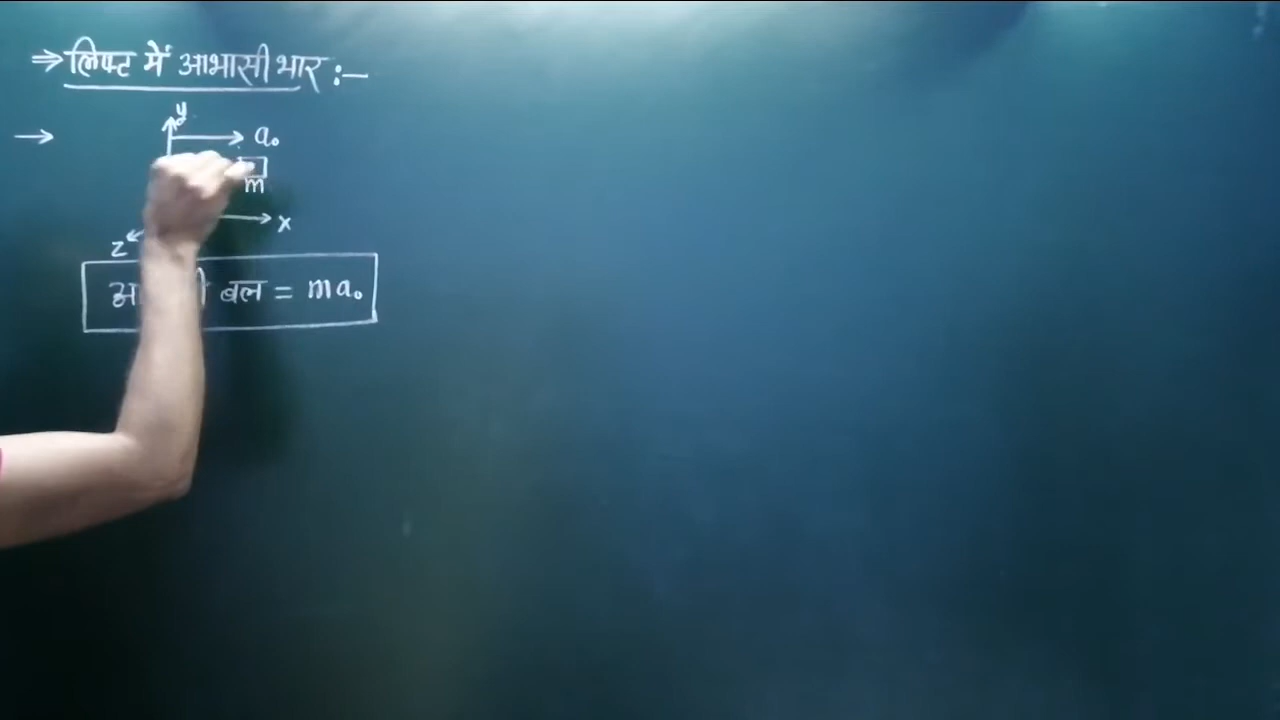 ⇒ लिफ्ट में आभासी भार :—
→
y
a₀
m
x
z
बल = ma₀